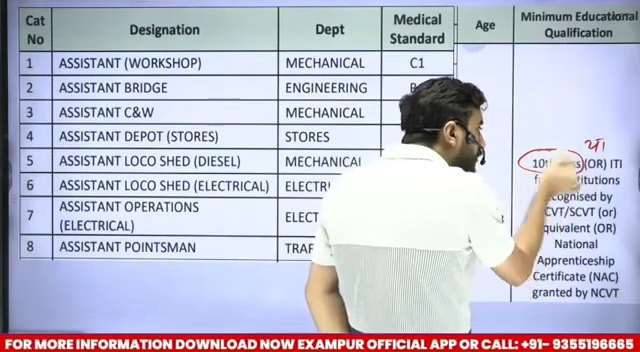 Cat No
Designation
Dept
Medical Standard
Age
Minimum Educational Qualification
1 ASSISTANT (WORKSHOP) MECHANICAL C1
2 ASSISTANT BRIDGE ENGINEERING
3 ASSISTANT C&W MECHANICAL
4 ASSISTANT DEPOT (STORES) STORES
5 ASSISTANT LOCO SHED (DIESEL) MECHANICAL
6 ASSISTANT LOCO SHED (ELECTRICAL)
7 ASSISTANT OPERATIONS (ELECTRICAL)
8 ASSISTANT POINTSMAN
या
(OR) ITI
NCVT/SCVT (or)
(OR)
National
Apprenticeship
Certificate (NAC)
granted by NCVT
FOR MORE INFORMATION DOWNLOAD NOW EXAMPUR OFFICIAL APP OR CALL: +91- 9355196665